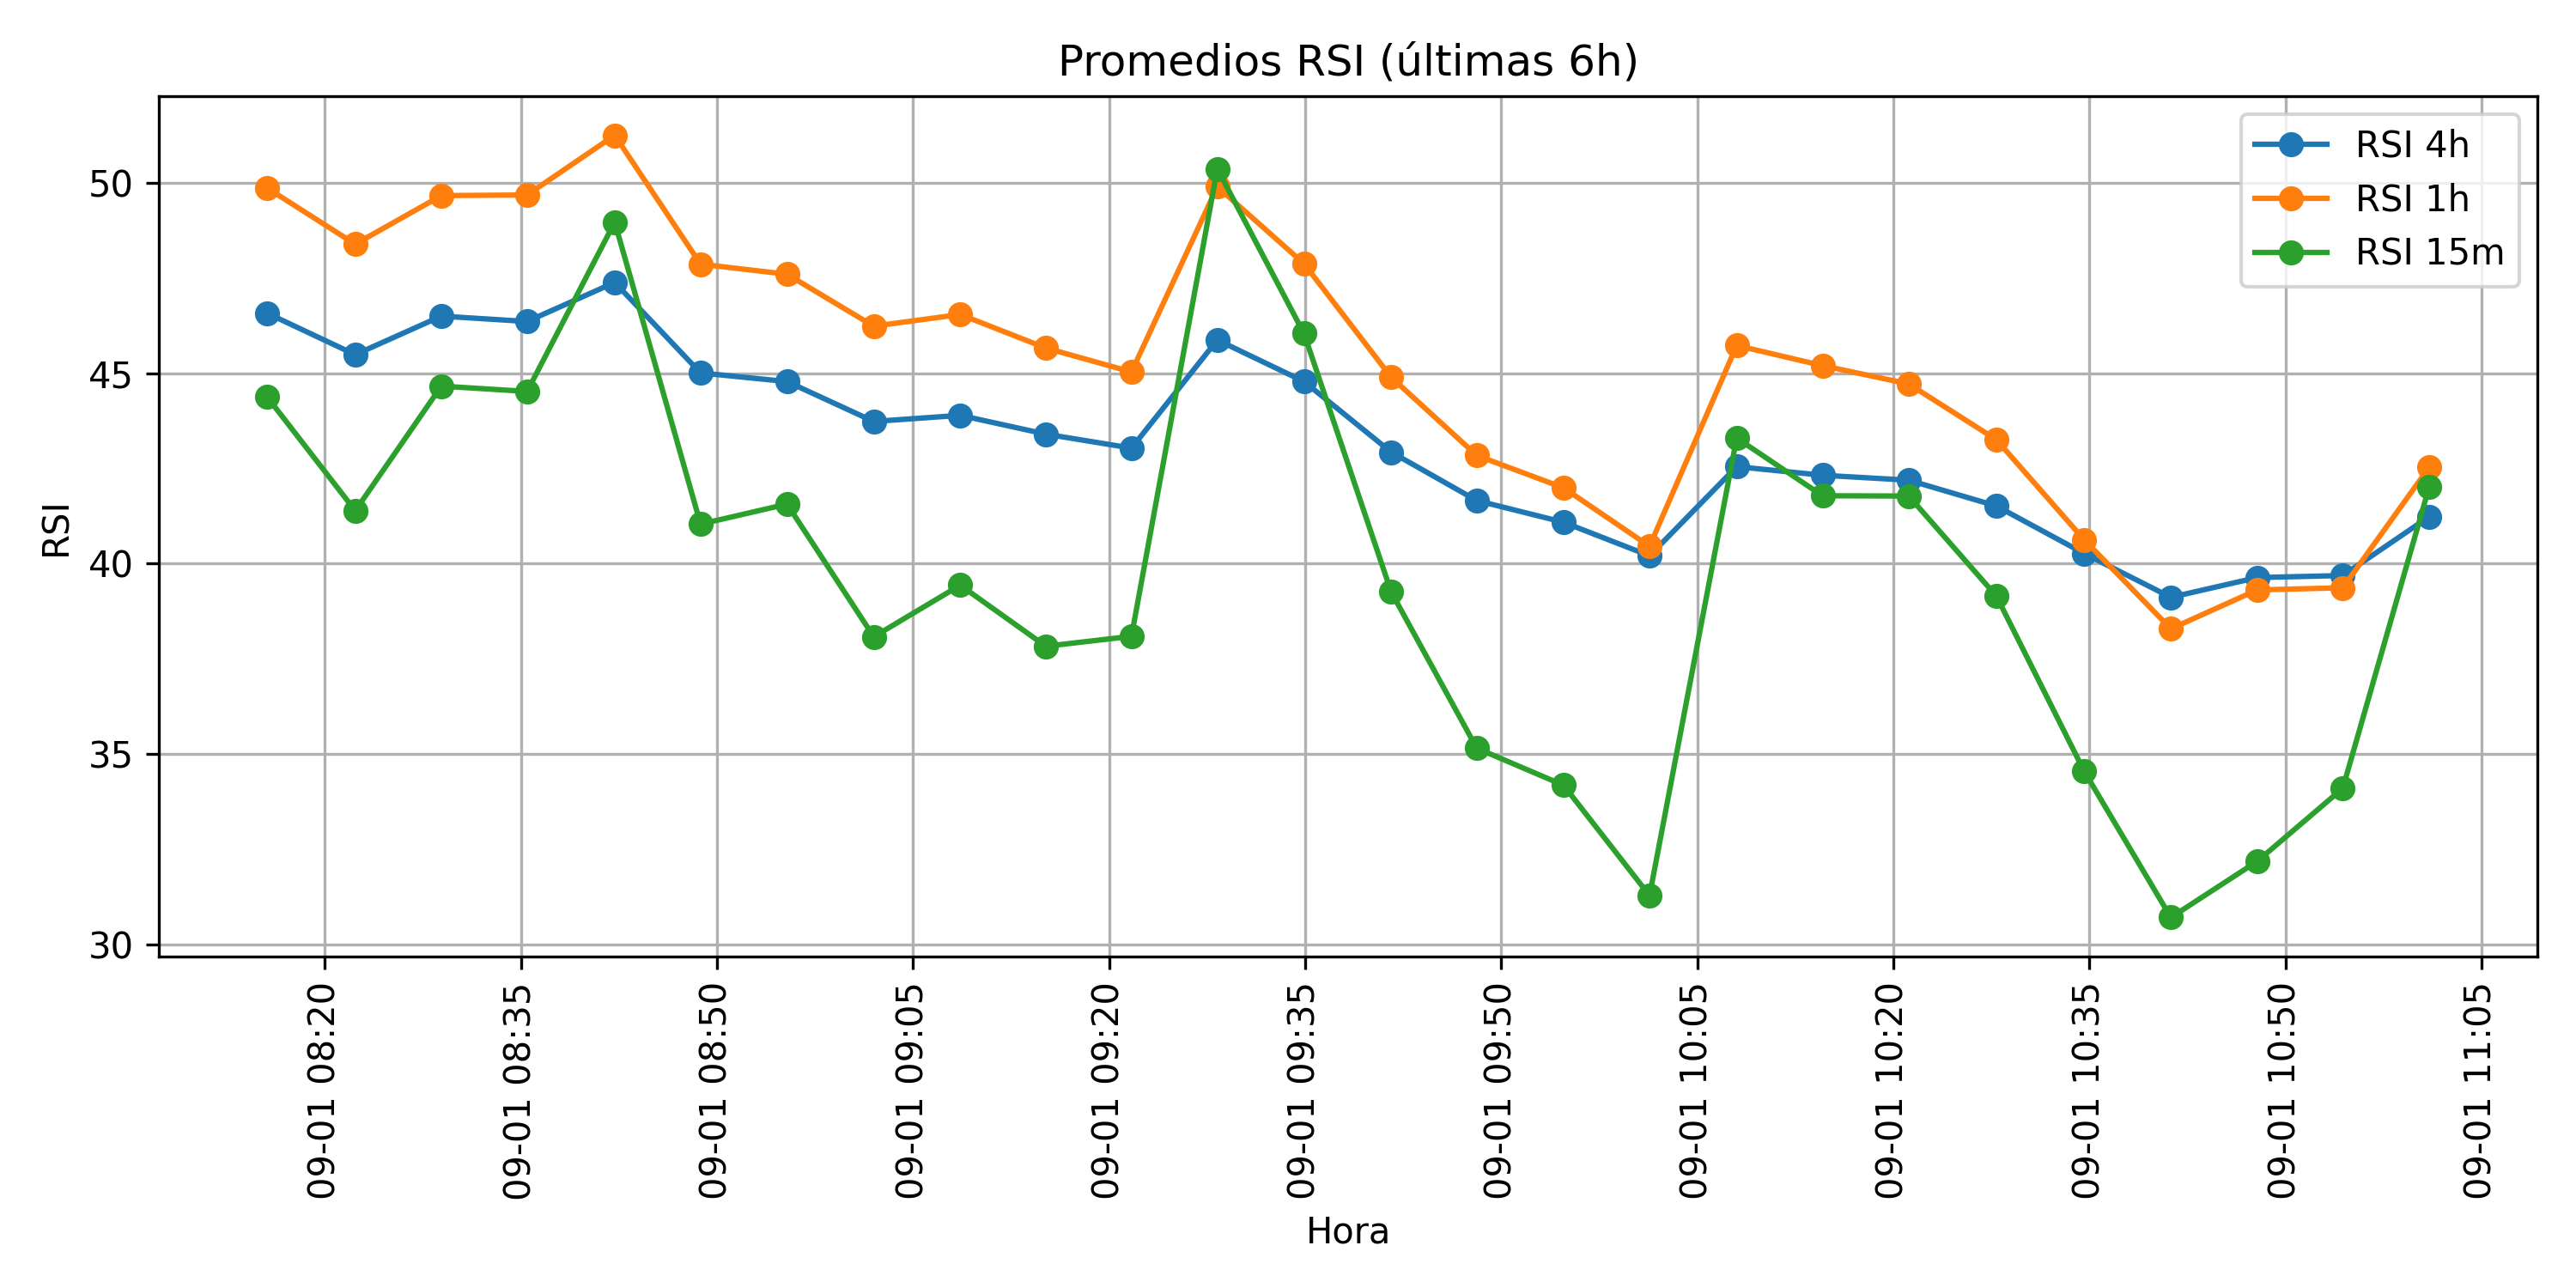 Promedios RSI (últimas 6h)
RSI 4h
RSI 1h
RSI 15m
50
45
40
35
30
RSI
09-01 08:20
09-01 08:35
09-01 08:50
09-01 09:05
09-01 09:20
09-01 09:35
09-01 09:50
09-01 10:05
09-01 10:20
09-01 10:35
09-01 10:50
09-01 11:05
Hora